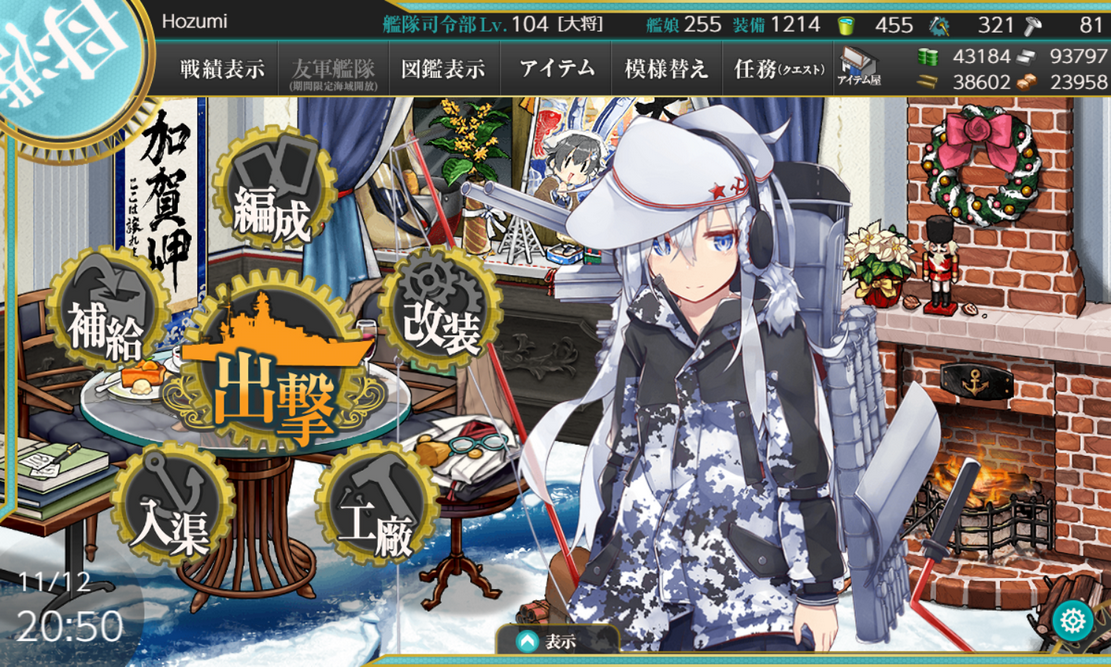 母港
Hozumi
艦隊司令部Lv. 104 [大将]
艦娘 255 装備 1214 455 321 81
戦績表示
友軍艦隊
(期間限定海域開放)
図鑑表示
アイテム
模様替え
任務(クエスト)
アイテム屋
43184 93797
38602 23958
加賀岬
編成
補給
改装
出撃
入渠
工廠
11/12
20:50
表示